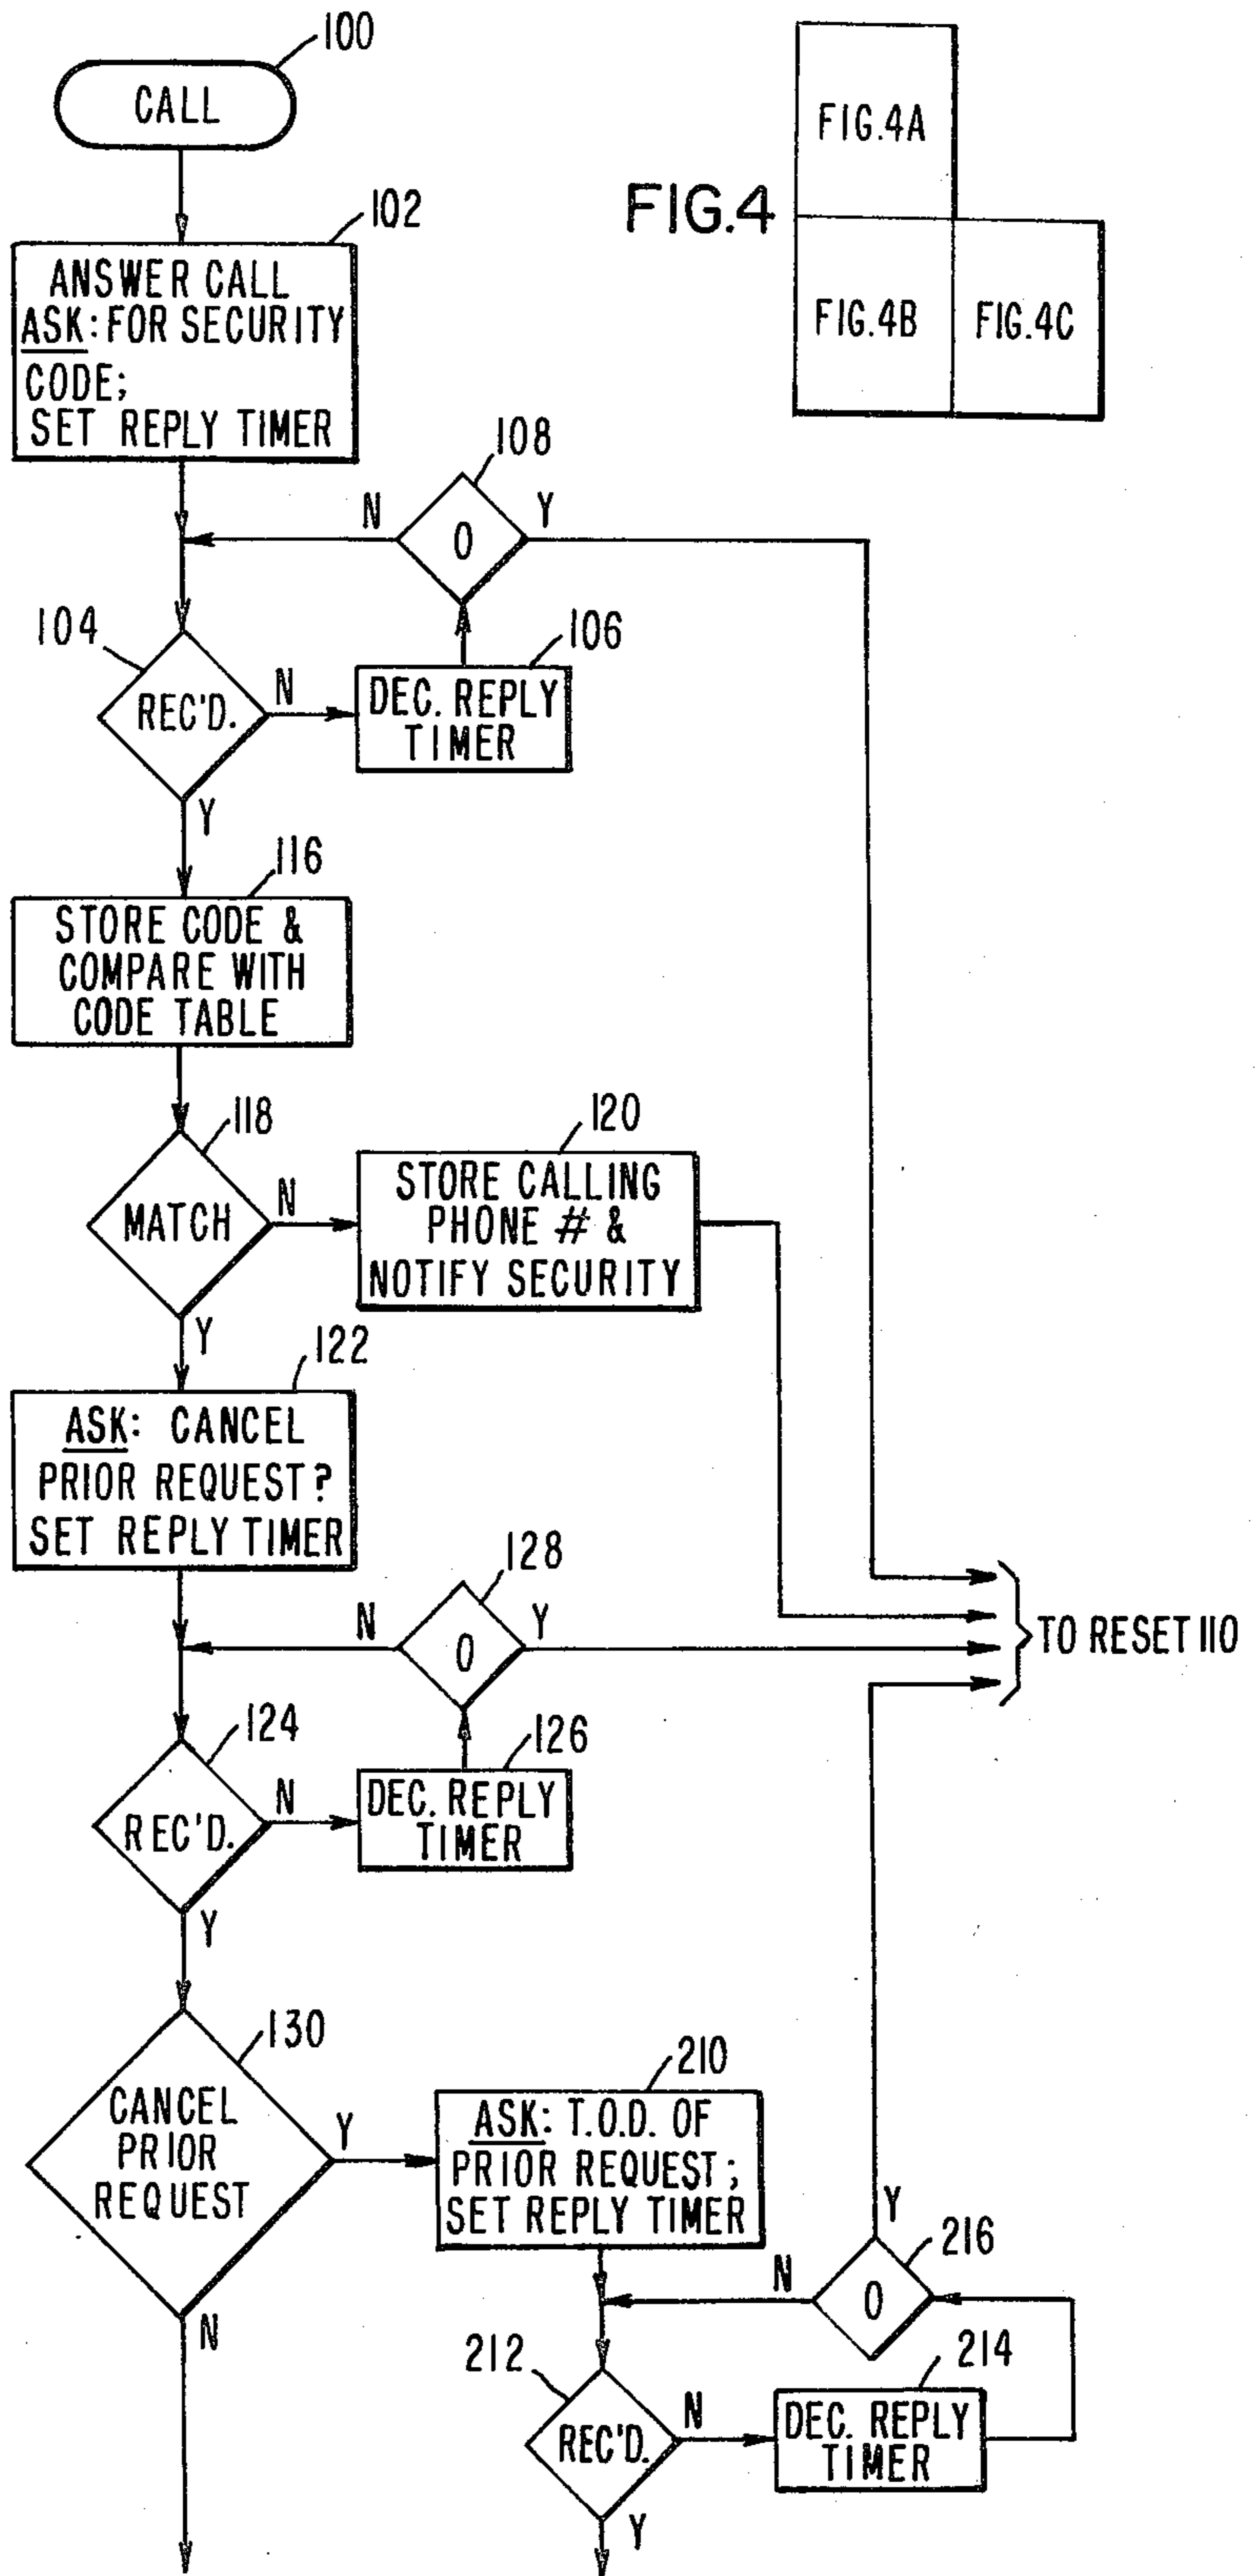 100
CALL
FIG.4
FIG.4A
FIG.4B
FIG.4C
102
ANSWER CALL
ASK: FOR SECURITY
CODE;
SET REPLY TIMER
108
N
0
Y
104
REC'D.
N
106
DEC. REPLY
TIMER
Y
116
STORE CODE &
COMPARE WITH
CODE TABLE
118
MATCH
N
120
STORE CALLING
PHONE # &
NOTIFY SECURITY
Y
122
ASK: CANCEL
PRIOR REQUEST?
SET REPLY TIMER
128
N
0
Y
TO RESET 110
124
REC'D.
N
126
DEC. REPLY
TIMER
Y
130
CANCEL
PRIOR
REQUEST
Y
210
ASK: T.O.D. OF
PRIOR REQUEST;
SET REPLY TIMER
N
Y
216
N
0
212
REC'D.
N
214
DEC. REPLY
TIMER
Y